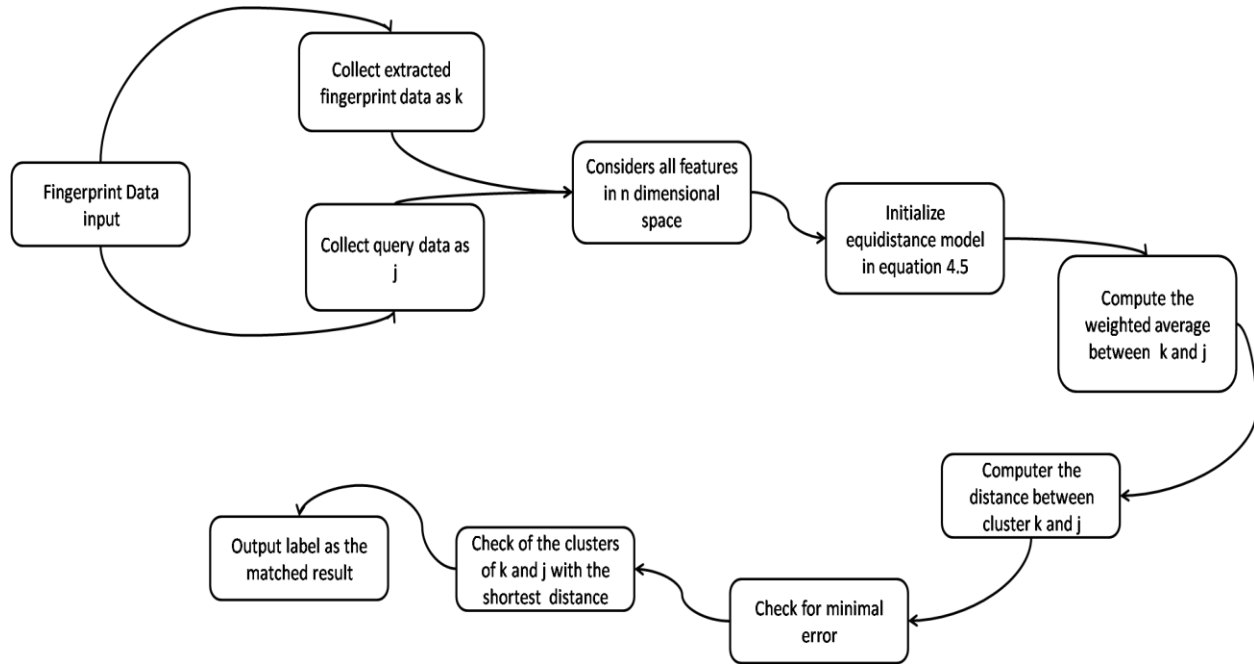 Collect extracted
fingerprint data as k
Fingerprint Data
input
Collect query data as
j
Considers all features
in n dimensional
space
Initialize
equidistance model
in equation 4.5
Compute the
weighted average
between k and j
Computer the
distance between
cluster k and j
Check for minimal
error
Check of the clusters
of k and j with the
shortest distance
Output label as the
matched result